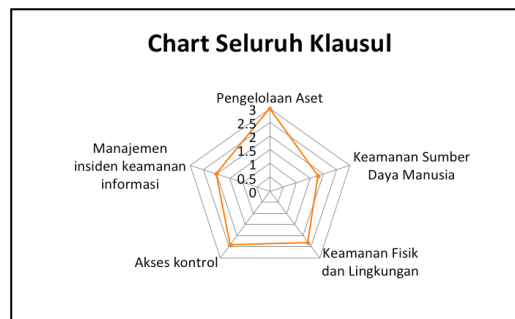 Chart Seluruh Klausul
Pengelolaan Aset
3
2.5
2
1.5
1
0.5
0
Keamanan Sumber
Daya Manusia
Keamanan Fisik
dan Lingkungan
Akses kontrol
Manajemen
insiden keamanan
informasi